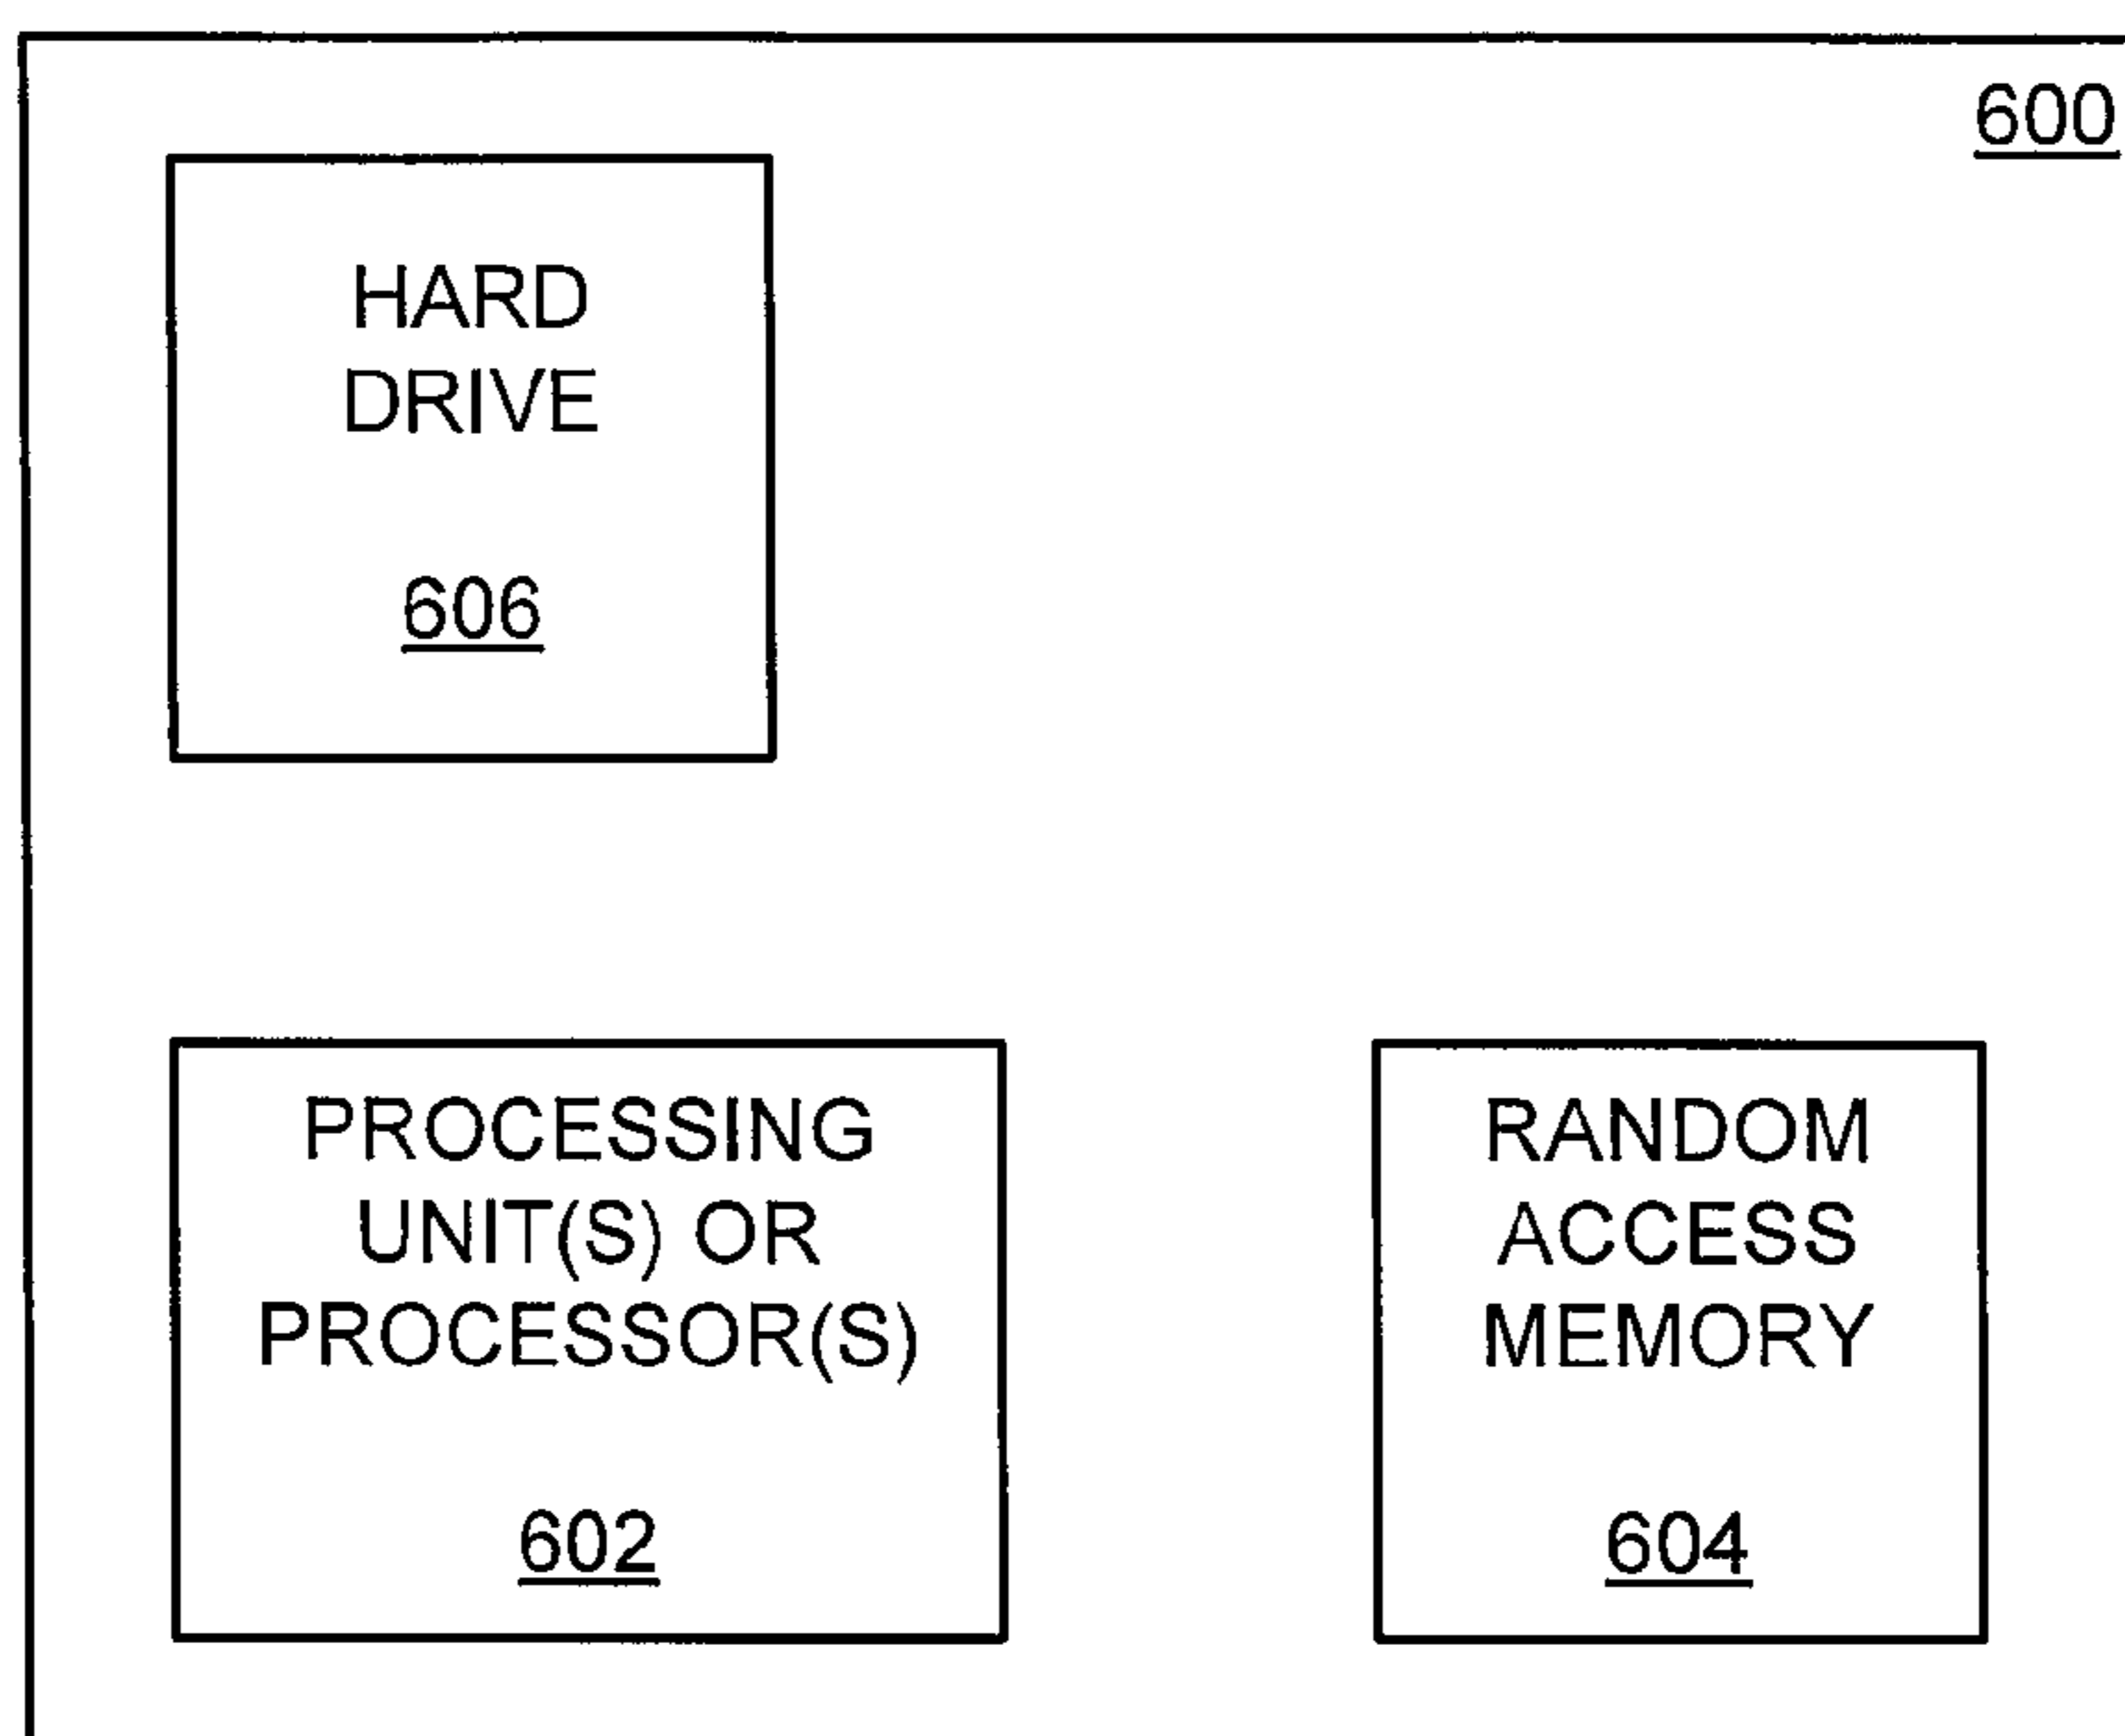 600
HARD
DRIVE
606
PROCESSING
UNIT(S) OR
PROCESSOR(S)
602
RANDOM
ACCESS
MEMORY
604